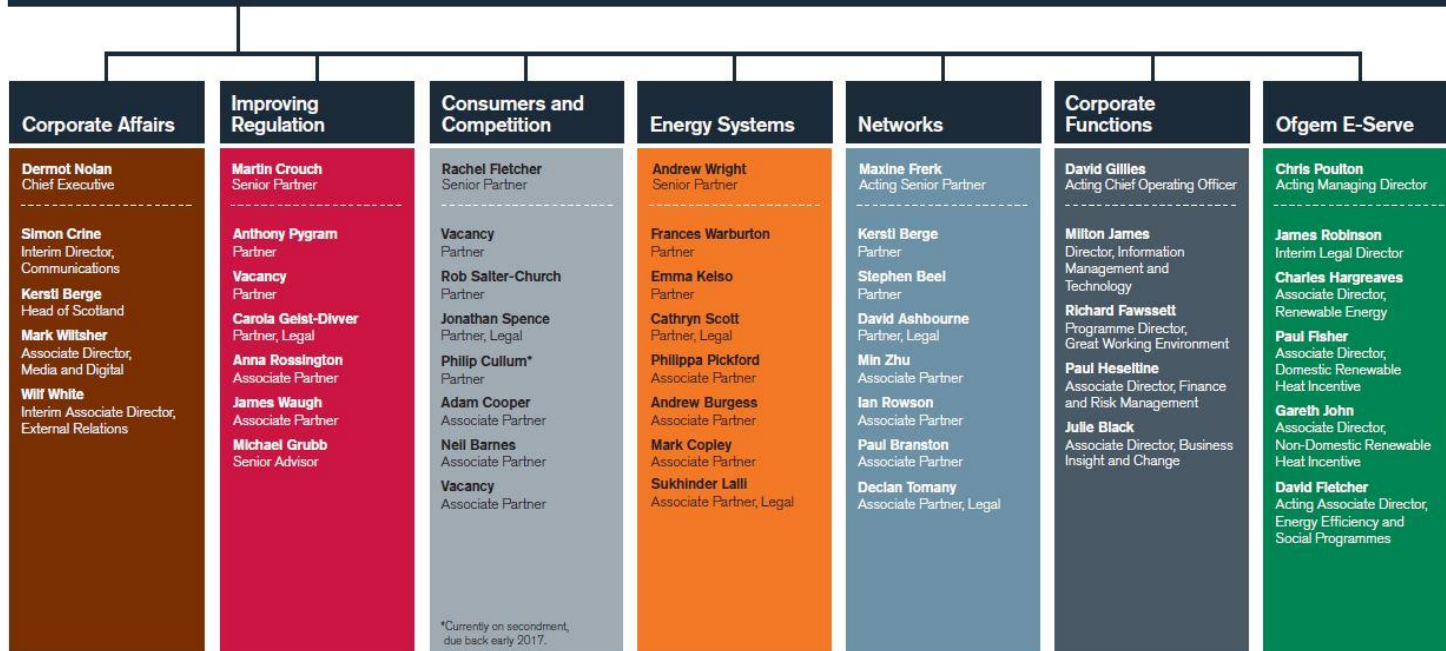 Corporate Affairs
Dermot Nolan
Chief Executive
Simon Crine
Interim Director,
Communications
Kersti Berge
Head of Scotland
Mark Wiltsher
Associate Director,
Media and Digital
Wilf White
Interim Associate Director,
External Relations
Improving
Regulation
Martin Crouch
Senior Partner
Anthony Pygram
Partner
Vacancy
Partner
Carola Geist-Divver
Partner, Legal
Anna Rossington
Associate Partner
James Waugh
Associate Partner
Michael Grubb
Senior Advisor
Consumers and
Competition
Rachel Fletcher
Senior Partner
Vacancy
Partner
Rob Salter-Church
Partner
Jonathan Spence
Partner, Legal
Philip Cullum*
Partner
Adam Cooper
Associate Partner
Neil Barnes
Associate Partner
Vacancy
Associate Partner
*Currently on secondment,
due back early 2017.
Energy Systems
Andrew Wright
Senior Partner
Frances Warburton
Partner
Emma Kelso
Partner
Cathryn Scott
Partner, Legal
Philippa Pickford
Associate Partner
Andrew Burgess
Associate Partner
Mark Copley
Associate Partner
Sukhinder Lalli
Associate Partner, Legal
Networks
Maxine Frerk
Acting Senior Partner
Kersti Berge
Partner
Stephen Beel
Partner
David Ashbourne
Partner, Legal
Min Zhu
Associate Partner
Ian Rowson
Associate Partner
Paul Branston
Associate Partner
Declan Tomany
Associate Partner, Legal
Corporate
Functions
David Gillies
Acting Chief Operating Officer
Milton James
Director, Information
Management and
Technology
Richard Fawssett
Programme Director,
Great Working Environment
Paul Heseltine
Associate Director, Finance
and Risk Management
Julie Black
Associate Director, Business
Insight and Change
Ofgem E-Serve
Chris Poulton
Acting Managing Director
James Robinson
Interim Legal Director
Charles Hargreaves
Associate Director,
Renewable Energy
Paul Fisher
Associate Director,
Domestic Renewable
Heat Incentive
Gareth John
Associate Director,
Non-Domestic Renewable
Heat Incentive
David Fletcher
Acting Associate Director,
Energy Efficiency and
Social Programmes